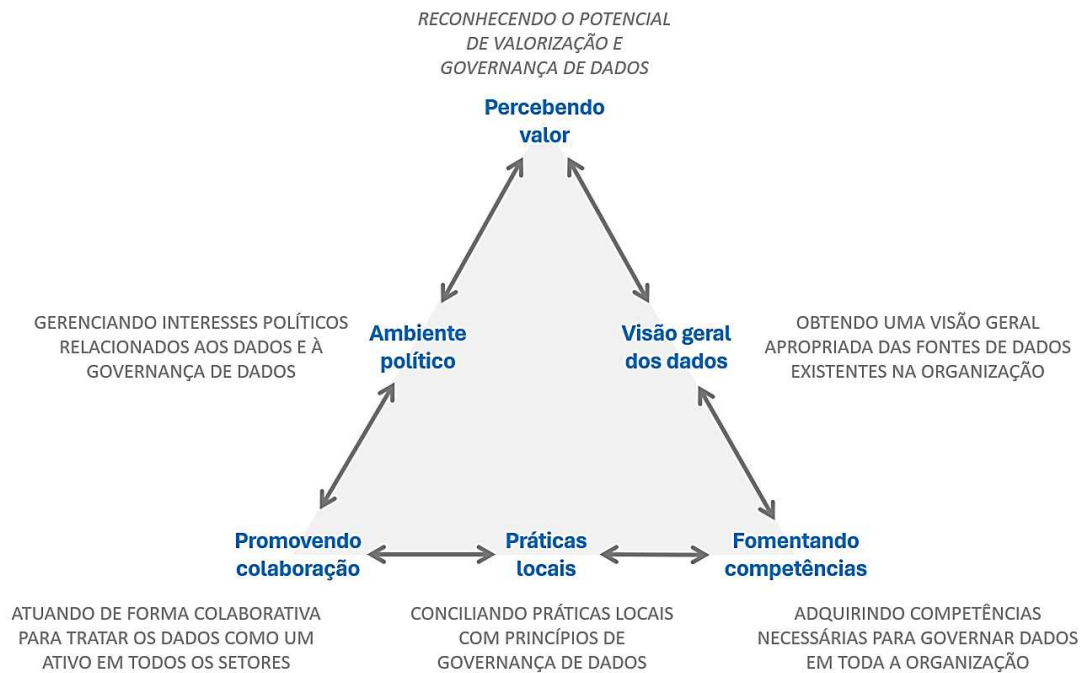 RECONHECENDO O POTENCIAL
DE VALORIZAÇÃO E
GOVERNANÇA DE DADOS
Percebendo
valor
GERENCIANDO INTERESSES POLÍTICOS
RELACIONADOS AOS DADOS E À
GOVERNANÇA DE DADOS
Ambiente
político
Visão geral
dos dados
OBTENDO UMA VISÃO GERAL
APROPRIADA DAS FONTES DE DADOS
EXISTENTES NA ORGANIZAÇÃO
Promovendo
colaboração
ATUANDO DE FORMA COLABORATIVA
PARA TRATAR OS DADOS COMO UM
ATIVO EM TODOS OS SETORES
Práticas
locais
CONCILIANDO PRÁTICAS LOCAIS
COM PRINCÍPIOS DE
GOVERNANÇA DE DADOS
Fomentando
competências
ADQUIRINDO COMPETÊNCIAS
NECESSÁRIAS PARA GOVERNAR DADOS
EM TODA A ORGANIZAÇÃO